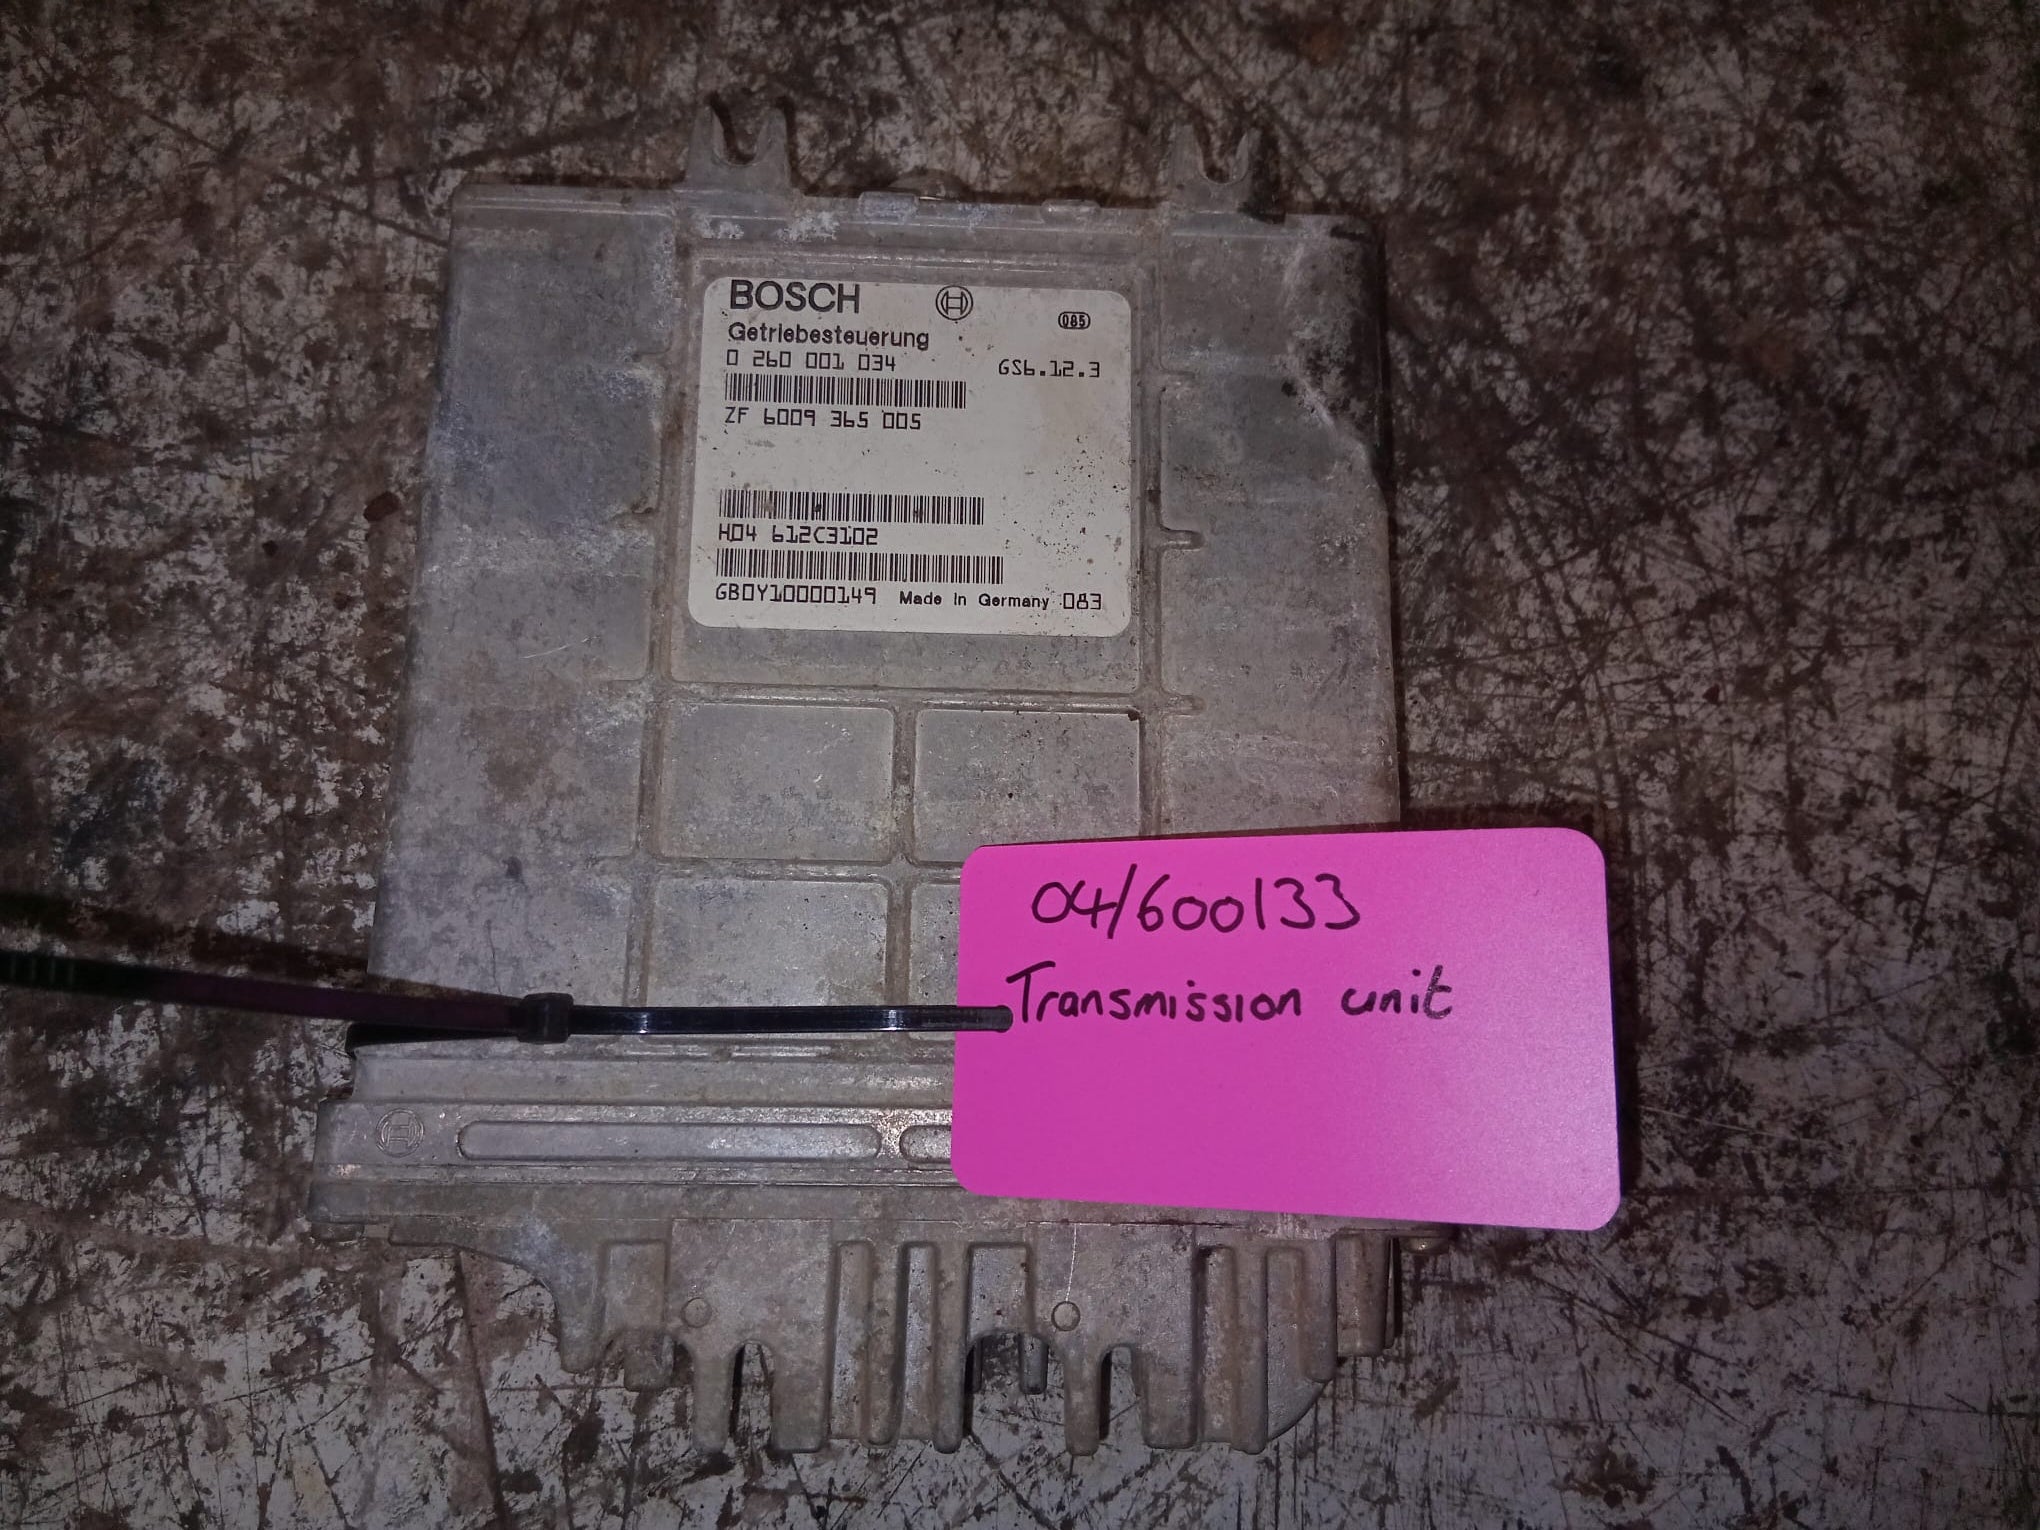 BOSCH
085
Getriebesteuerung
0 260 001 034 GS6.12.3
ZF 6009 365 005
H04 612C3102
GB0Y10000149 Made in Germany 083
04/600133
Transmission unit